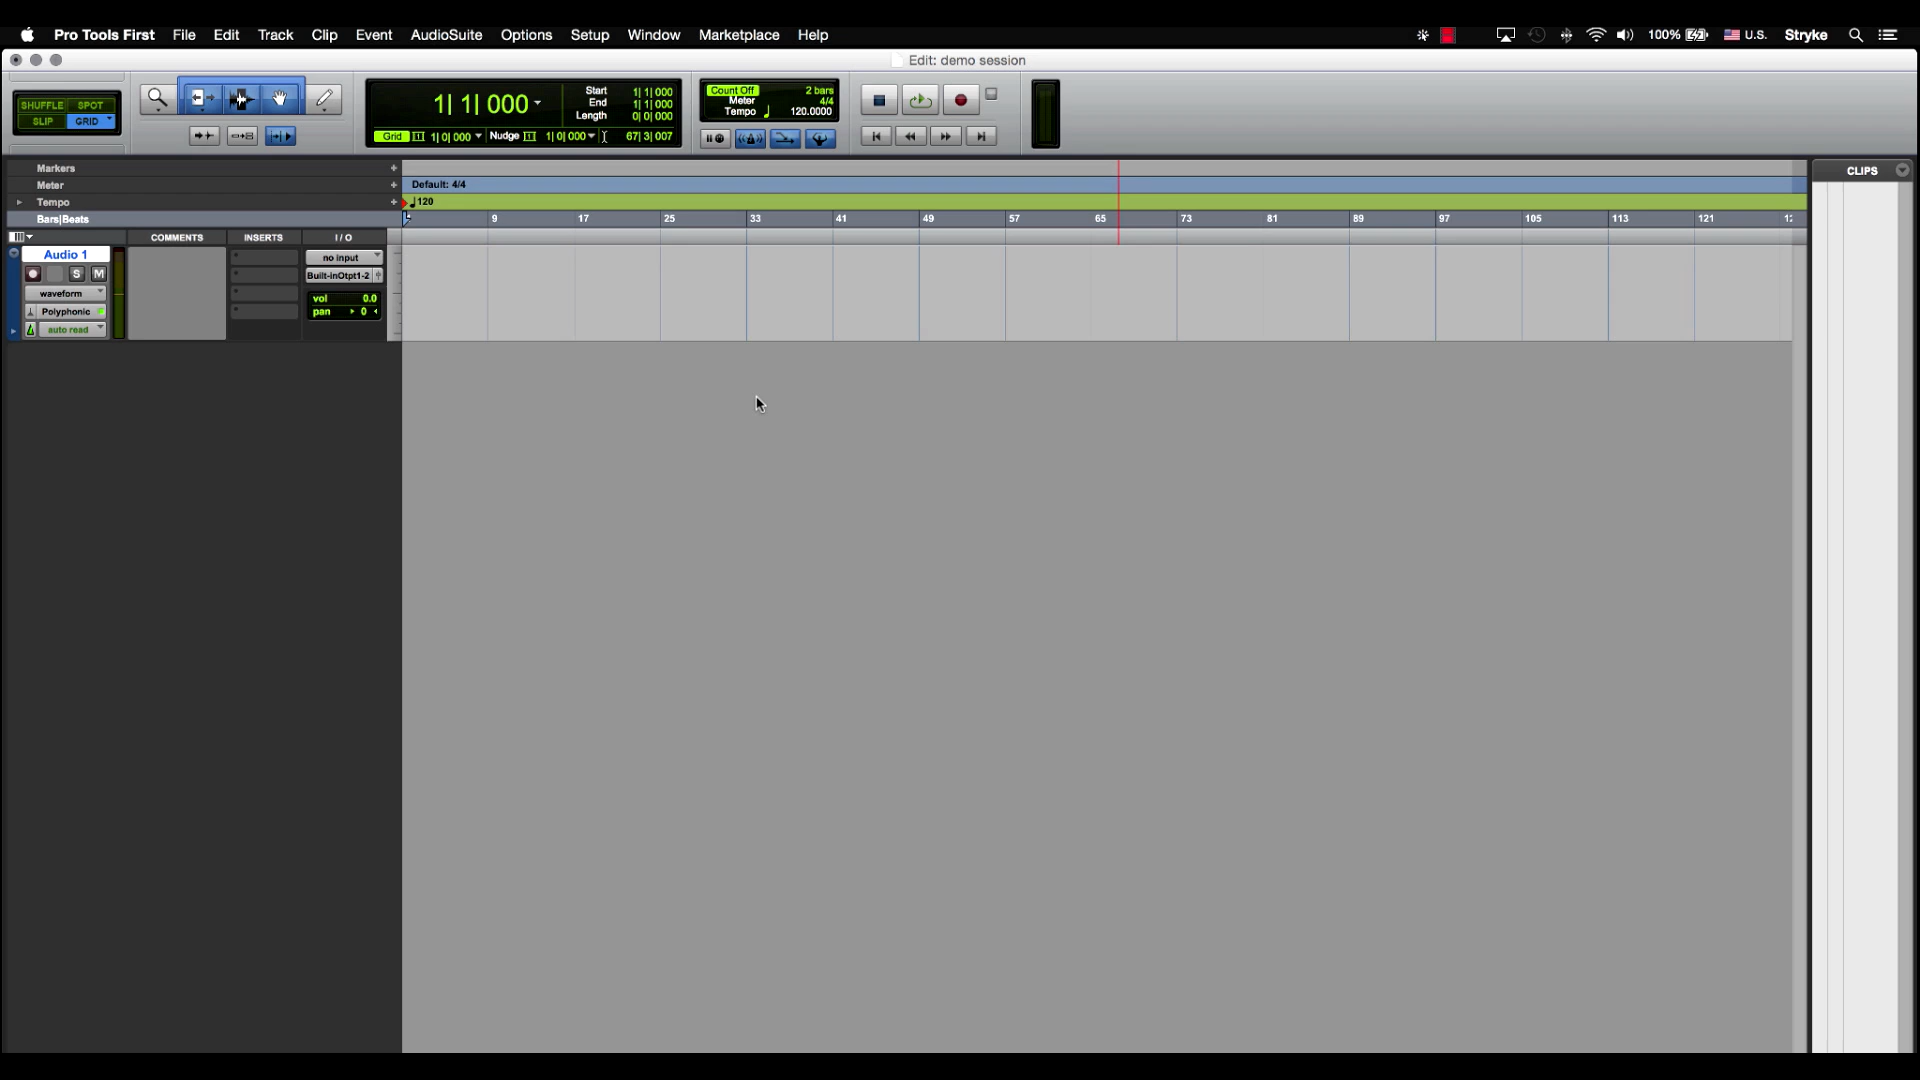 Pro Tools First File Edit Track Clip Event AudioSuite Options Setup Window Marketplace Help 100% U.S. Stryke
Edit: demo session
SHUFFLE SPOT
SLIP GRID
1| 1| 000
Start 1| 1| 000
End 1| 1| 000
Length 0| 0| 000
Grid 1| 0| 000 Nudge 1| 0| 000 67| 3| 007
Count Off 2 bars
Meter 4/4
Tempo 120.0000
Markers
Meter Default: 4/4
Tempo 120
Bars|Beats 9 17 25 33 41 49 57 65 73 81 89 97 105 113 121
CLIPS
COMMENTS INSERTS I / O
Audio 1
S M
waveform
Polyphonic
auto read
no input
Built-inOtpt1-2
vol 0.0
pan 0